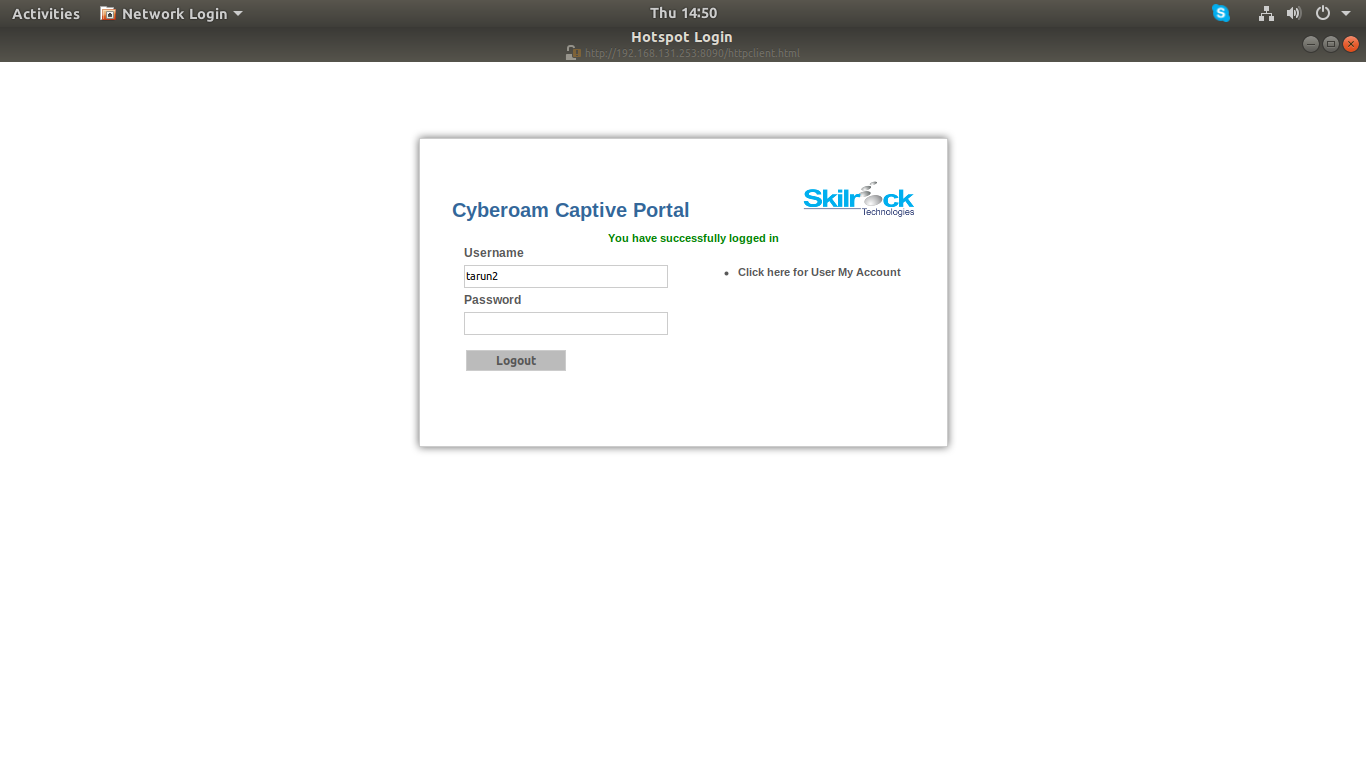 Activities Network Login Thu 14:50
Hotspot Login
http://192.168.131.253:8090/httpclient.html
Skilrock
Technologies
Cyberoam Captive Portal
You have successfully logged in
Username
tarun2
Click here for User My Account
Password
Logout